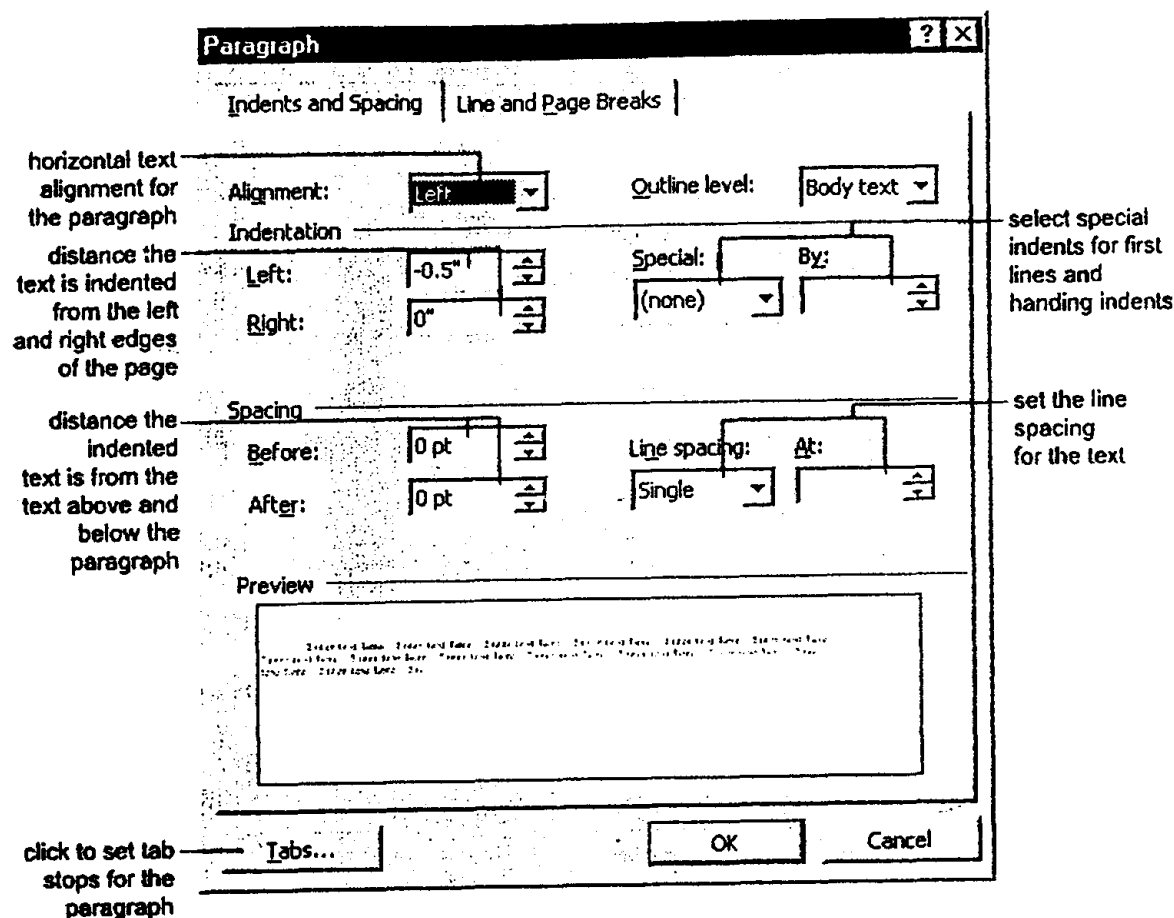 Paragraph ? X
Indents and Spacing Line and Page Breaks
horizontal text
alignment for
the paragraph
Alignment: Left Outline level: Body text
Indentation
distance the
text is indented
from the left
and right edges
of the page
Left: -0.5"
Right: 0"
Special: By:
(none)
select special
indents for first
lines and
handing indents
Spacing
distance the
indented
text is from the
text above and
below the
paragraph
Before: 0 pt
After: 0 pt
Line spacing: At:
Single
set the line
spacing
for the text
Preview
click to set tab
stops for the
paragraph
Tabs... OK Cancel